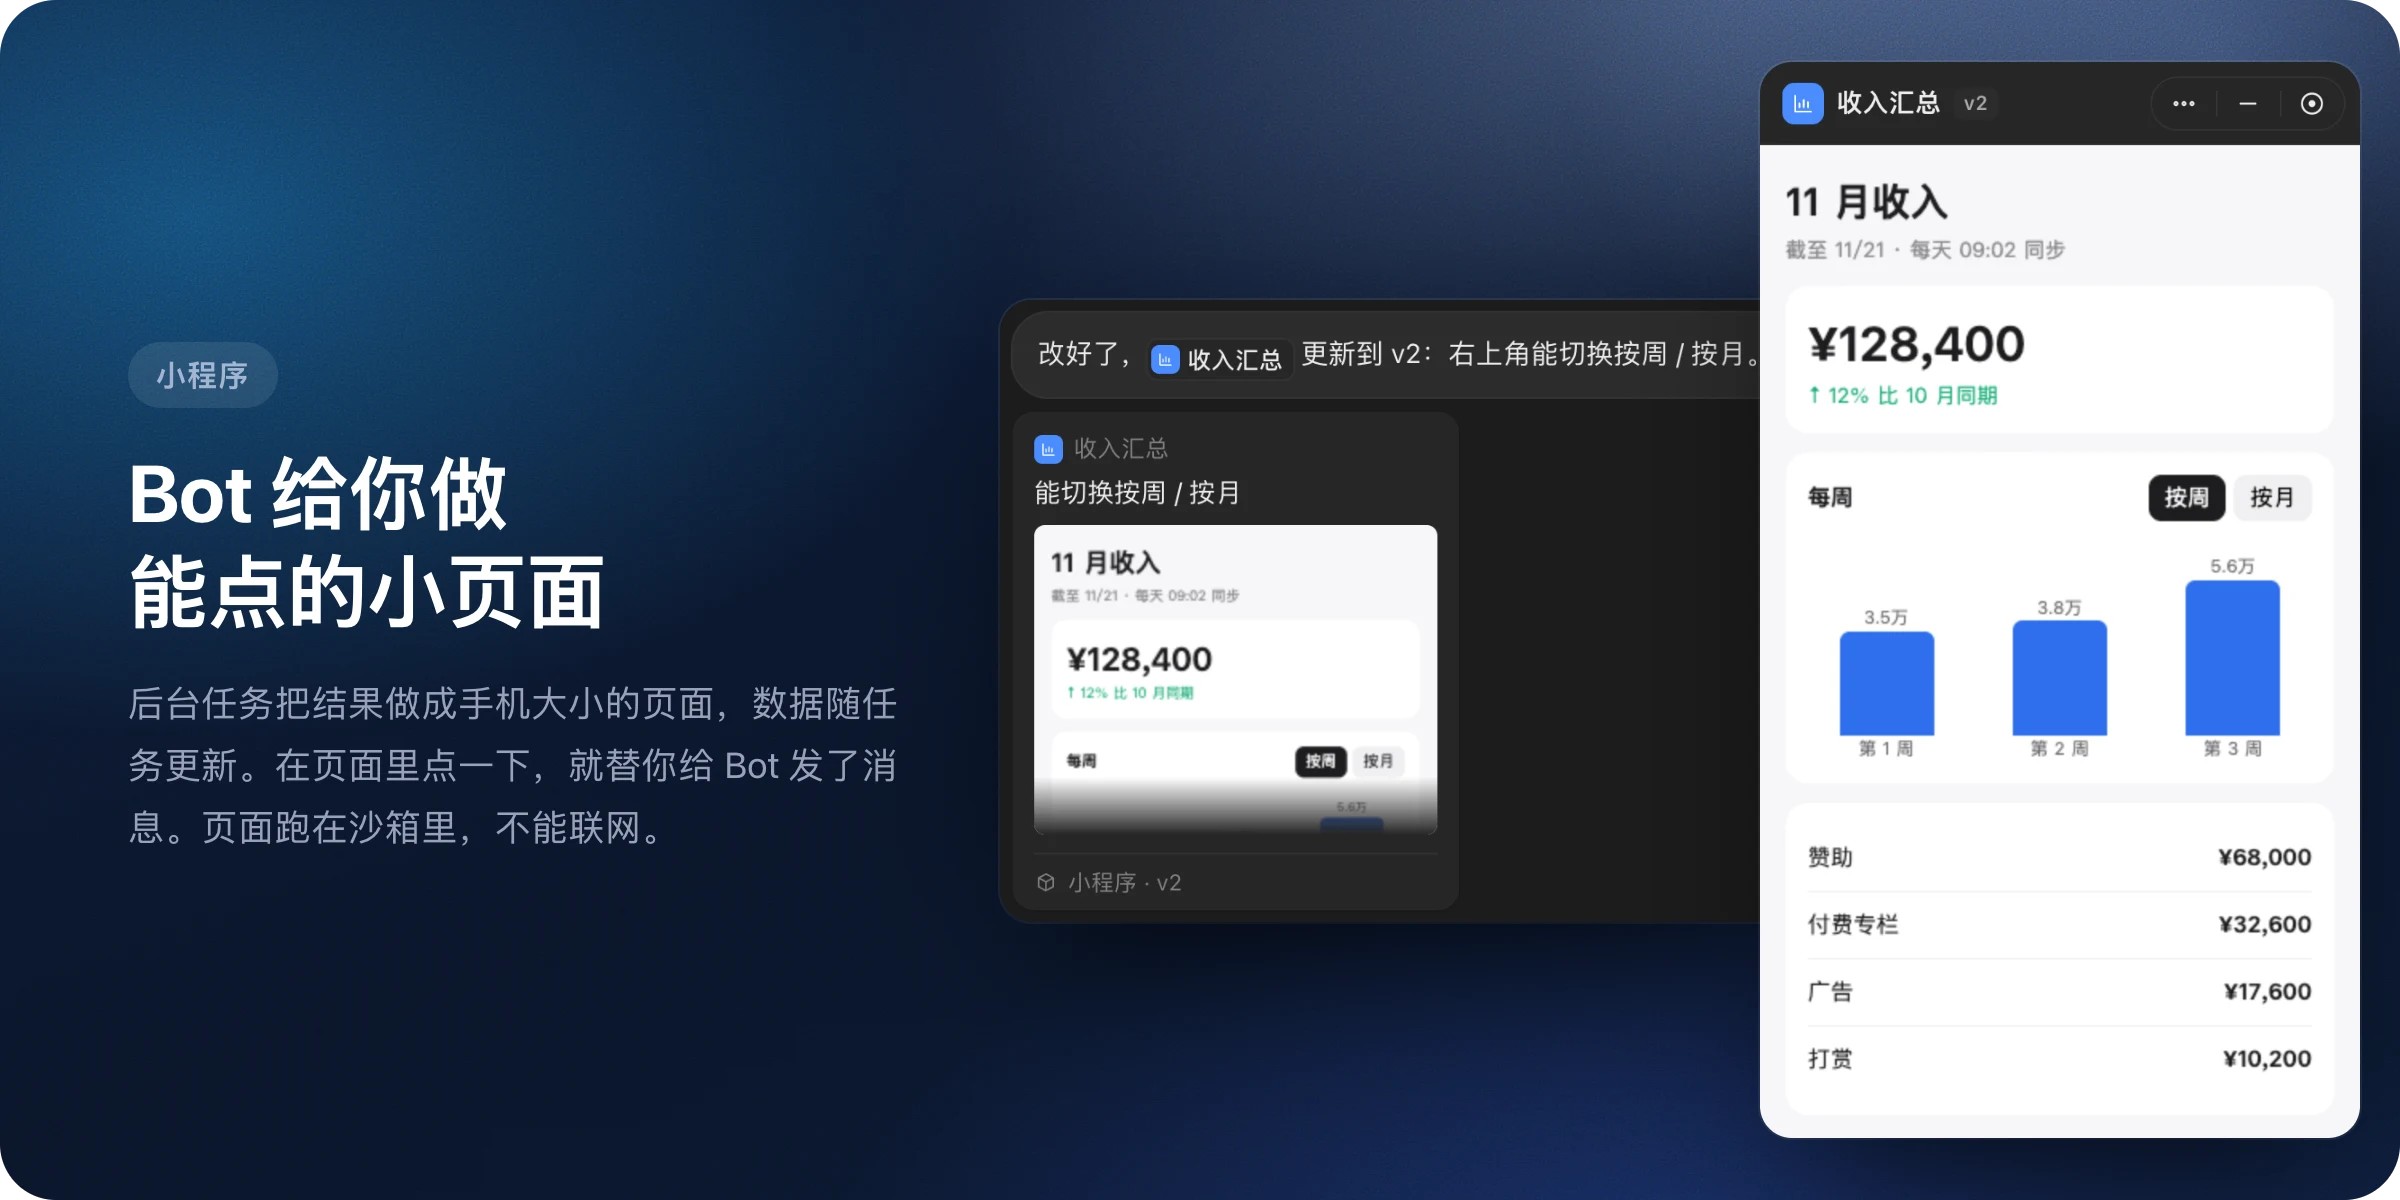 小程序
Bot 给你做
能点的小页面
后台任务把结果做成手机大小的页面，数据随任
务更新。在页面里点一下，就替你给 Bot 发了消
息。页面跑在沙箱里，不能联网。
改好了， 收入汇总 更新到 v2：右上角能切换按周 / 按月。
收入汇总
能切换按周 / 按月
11 月收入
截至 11/21 · 每天 09:02 同步
¥128,400
↑ 12% 比 10 月同期
每周 按周 按月
5.6万
小程序 · v2
收入汇总 v2
11 月收入
截至 11/21 · 每天 09:02 同步
¥128,400
↑ 12% 比 10 月同期
每周 按周 按月
3.5万 3.8万 5.6万
第 1 周 第 2 周 第 3 周
赞助 ¥68,000
付费专栏 ¥32,600
广告 ¥17,600
打赏 ¥10,200